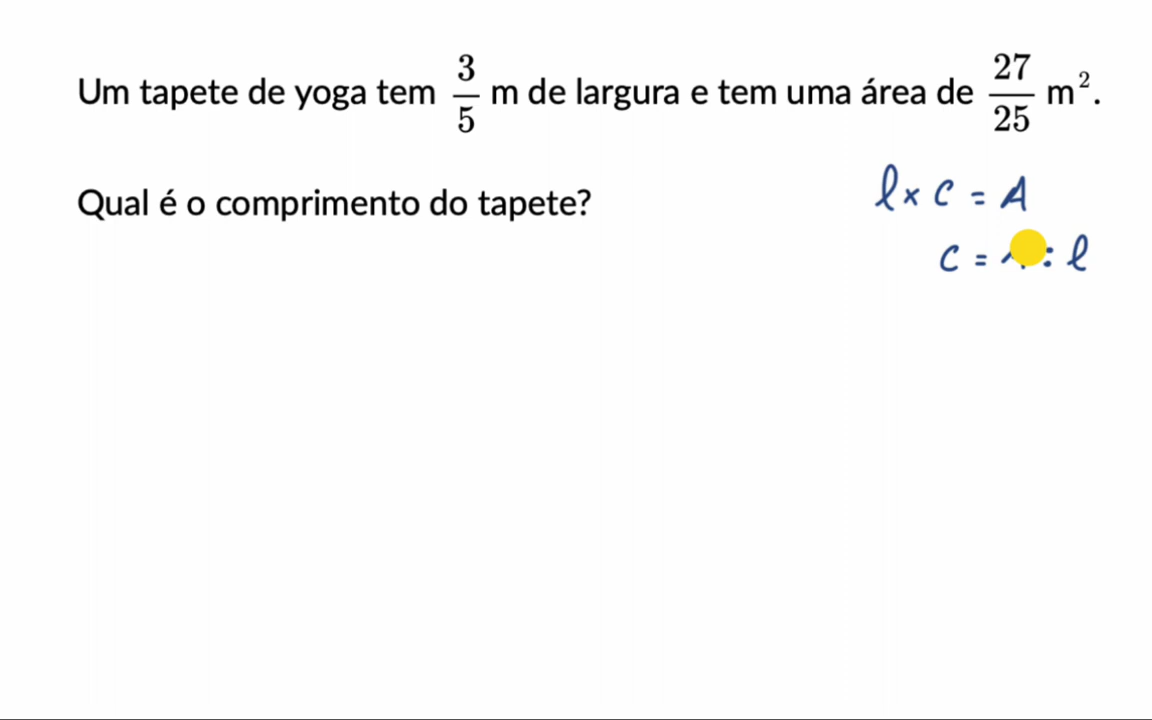 Um tapete de yoga tem 3/5 m de largura e tem uma área de 27/25 m².
Qual é o comprimento do tapete?
l × c = A
c = : l